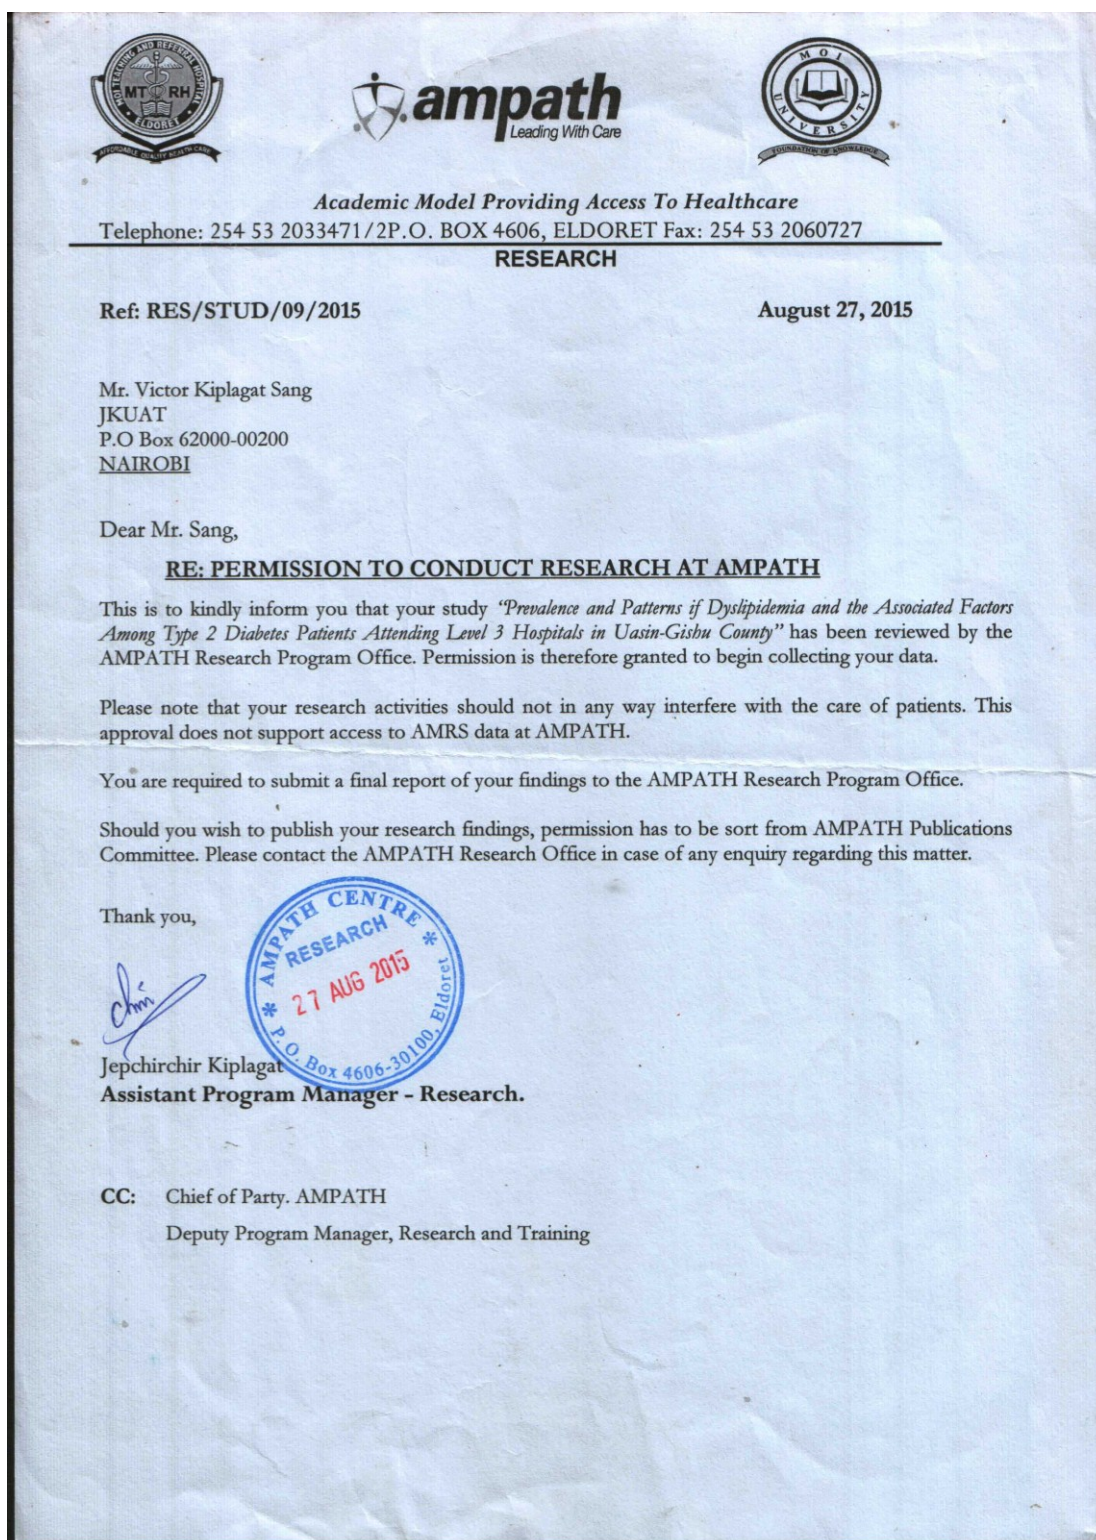 MOI TEACHING AND REFERRAL HOSPITAL
MT RH
ELDORET
AFFORDABLE QUALITY HEALTH CARE
ampath
Leading With Care
MOI
UNIVERSITY
FOUNDATION OF KNOWLEDGE
Academic Model Providing Access To Healthcare
Telephone: 254 53 2033471/2P.O. BOX 4606, ELDORET Fax: 254 53 2060727
RESEARCH
Ref: RES/STUD/09/2015 August 27, 2015
Mr. Victor Kiplagat Sang
JKUAT
P.O Box 62000-00200
NAIROBI
Dear Mr. Sang,
RE: PERMISSION TO CONDUCT RESEARCH AT AMPATH
This is to kindly inform you that your study "Prevalence and Patterns if Dyslipidemia and the Associated Factors
Among Type 2 Diabetes Patients Attending Level 3 Hospitals in Uasin-Gishu County" has been reviewed by the
AMPATH Research Program Office. Permission is therefore granted to begin collecting your data.
Please note that your research activities should not in any way interfere with the care of patients. This
approval does not support access to AMRS data at AMPATH.
You are required to submit a final report of your findings to the AMPATH Research Program Office.
Should you wish to publish your research findings, permission has to be sort from AMPATH Publications
Committee. Please contact the AMPATH Research Office in case of any enquiry regarding this matter.
Thank you,
* AMPATH CENTRE *
RESEARCH
27 AUG 2015
P.O. Box 4606-30100, Eldoret
Jepchirchir Kiplagat
Assistant Program Manager - Research.
CC: Chief of Party. AMPATH
Deputy Program Manager, Research and Training